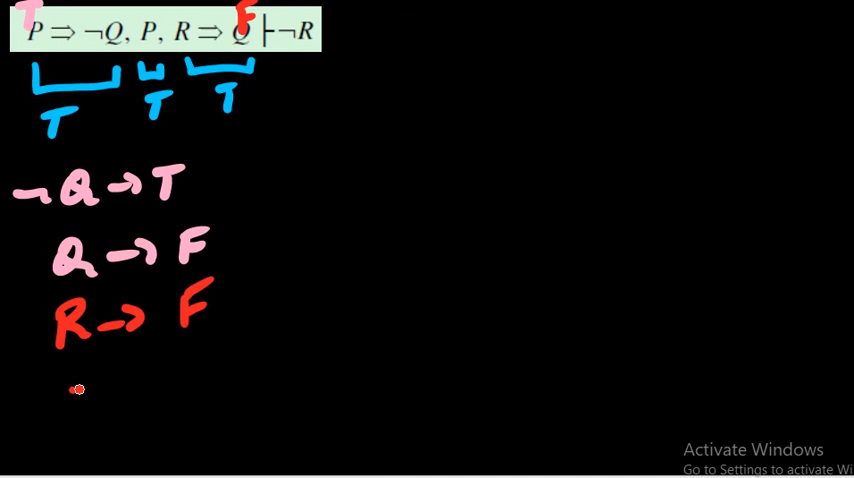 T F
P ⇒ ¬Q, P, R ⇒ Q ⊢ ¬R
T T T
¬Q → T
Q → F
R → F
Activate Windows
Go to Settings to activate Wi